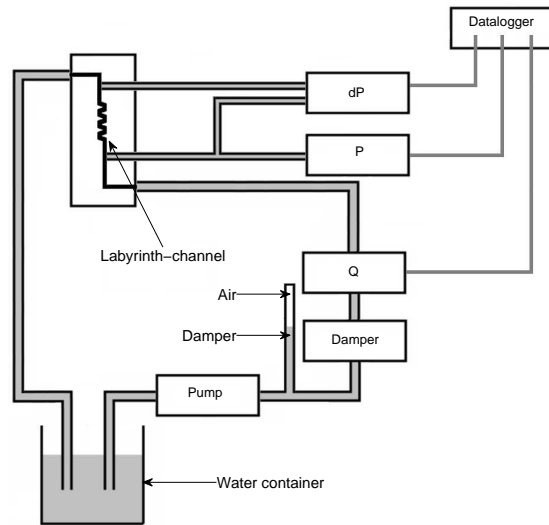 Datalogger
dP
P
Labyrinth−channel
Q
Air
Damper
Damper
Pump
Water container